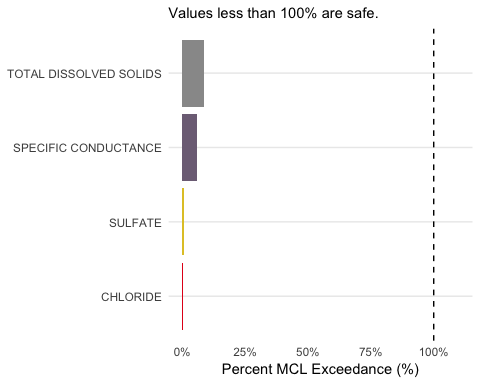 Values less than 100% are safe.
TOTAL DISSOLVED SOLIDS
SPECIFIC CONDUCTANCE
SULFATE
CHLORIDE
0% 25% 50% 75% 100%
Percent MCL Exceedance (%)